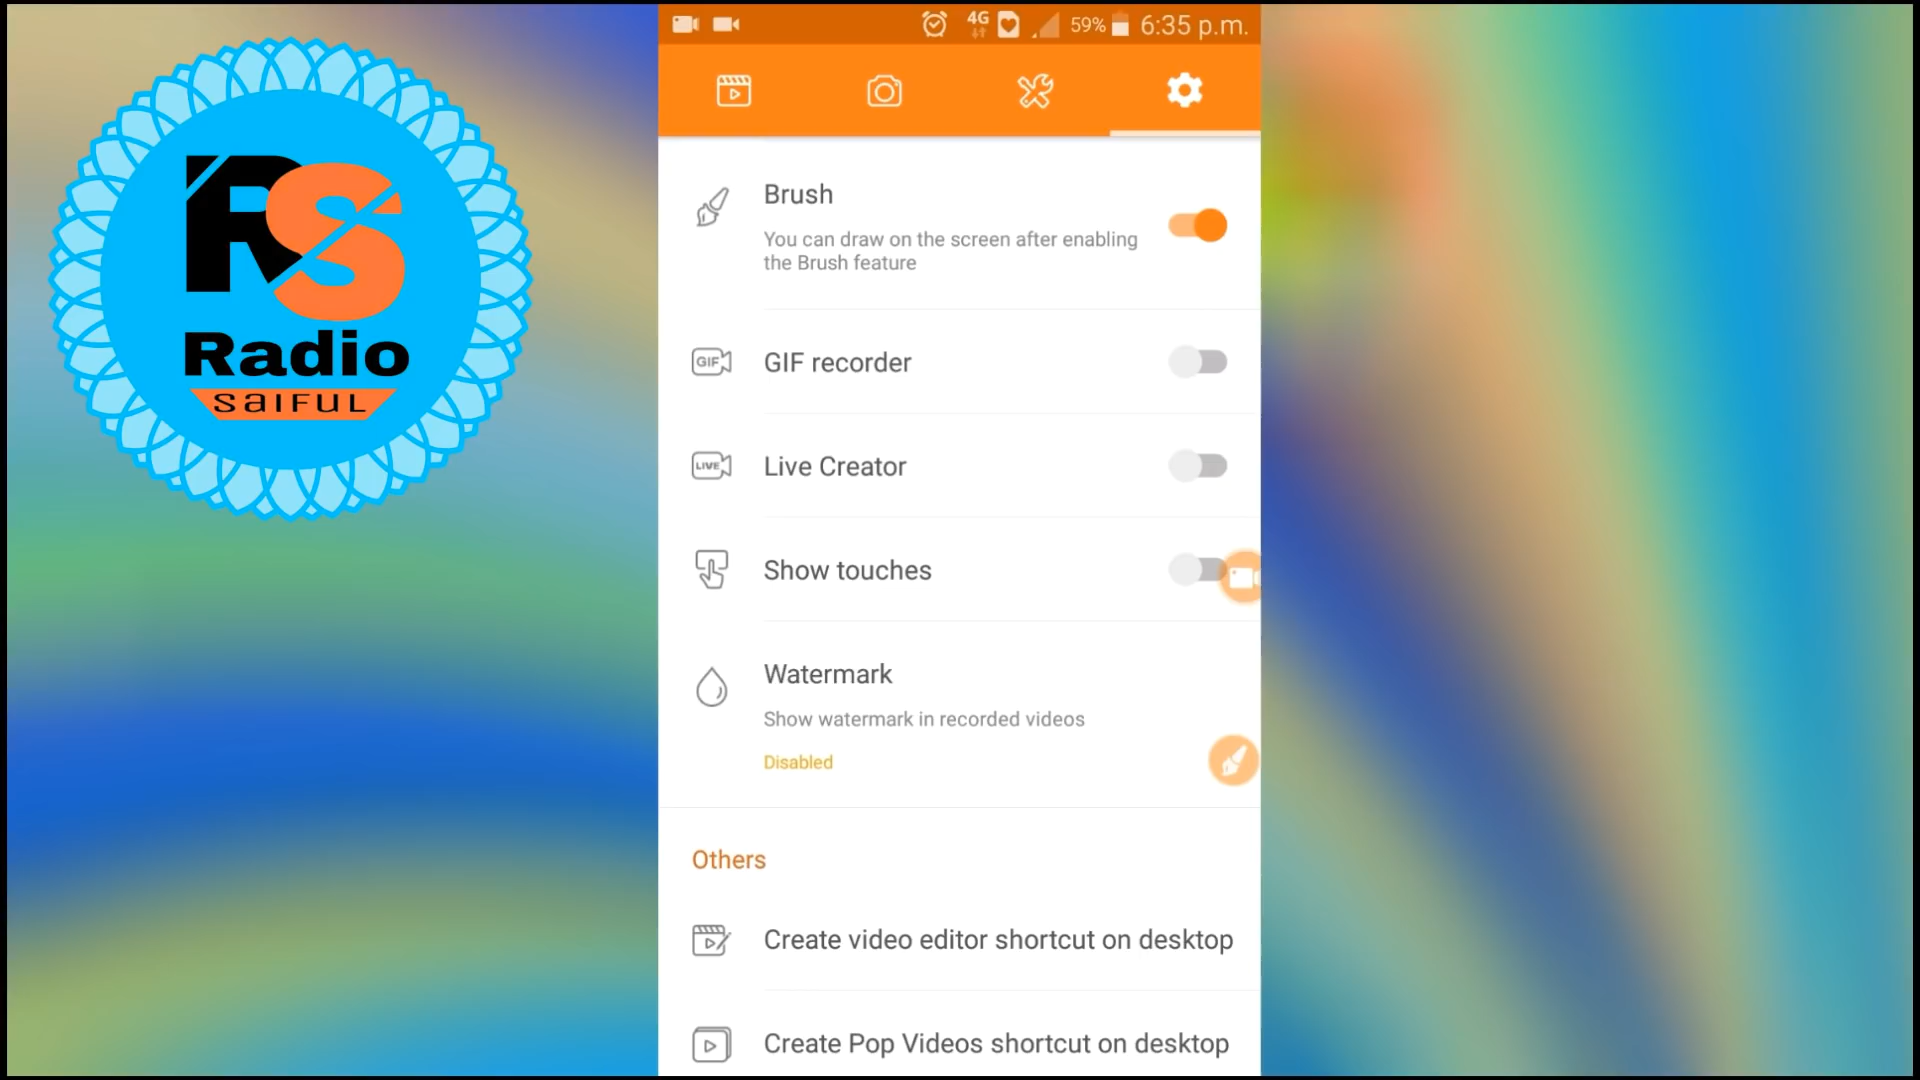 RS
Radio
SAIFUL
4G
59%
6:35 p.m.
Brush
You can draw on the screen after enabling
the Brush feature
GIF
GIF recorder
LIVE
Live Creator
Show touches
Watermark
Show watermark in recorded videos
Disabled
Others
Create video editor shortcut on desktop
Create Pop Videos shortcut on desktop